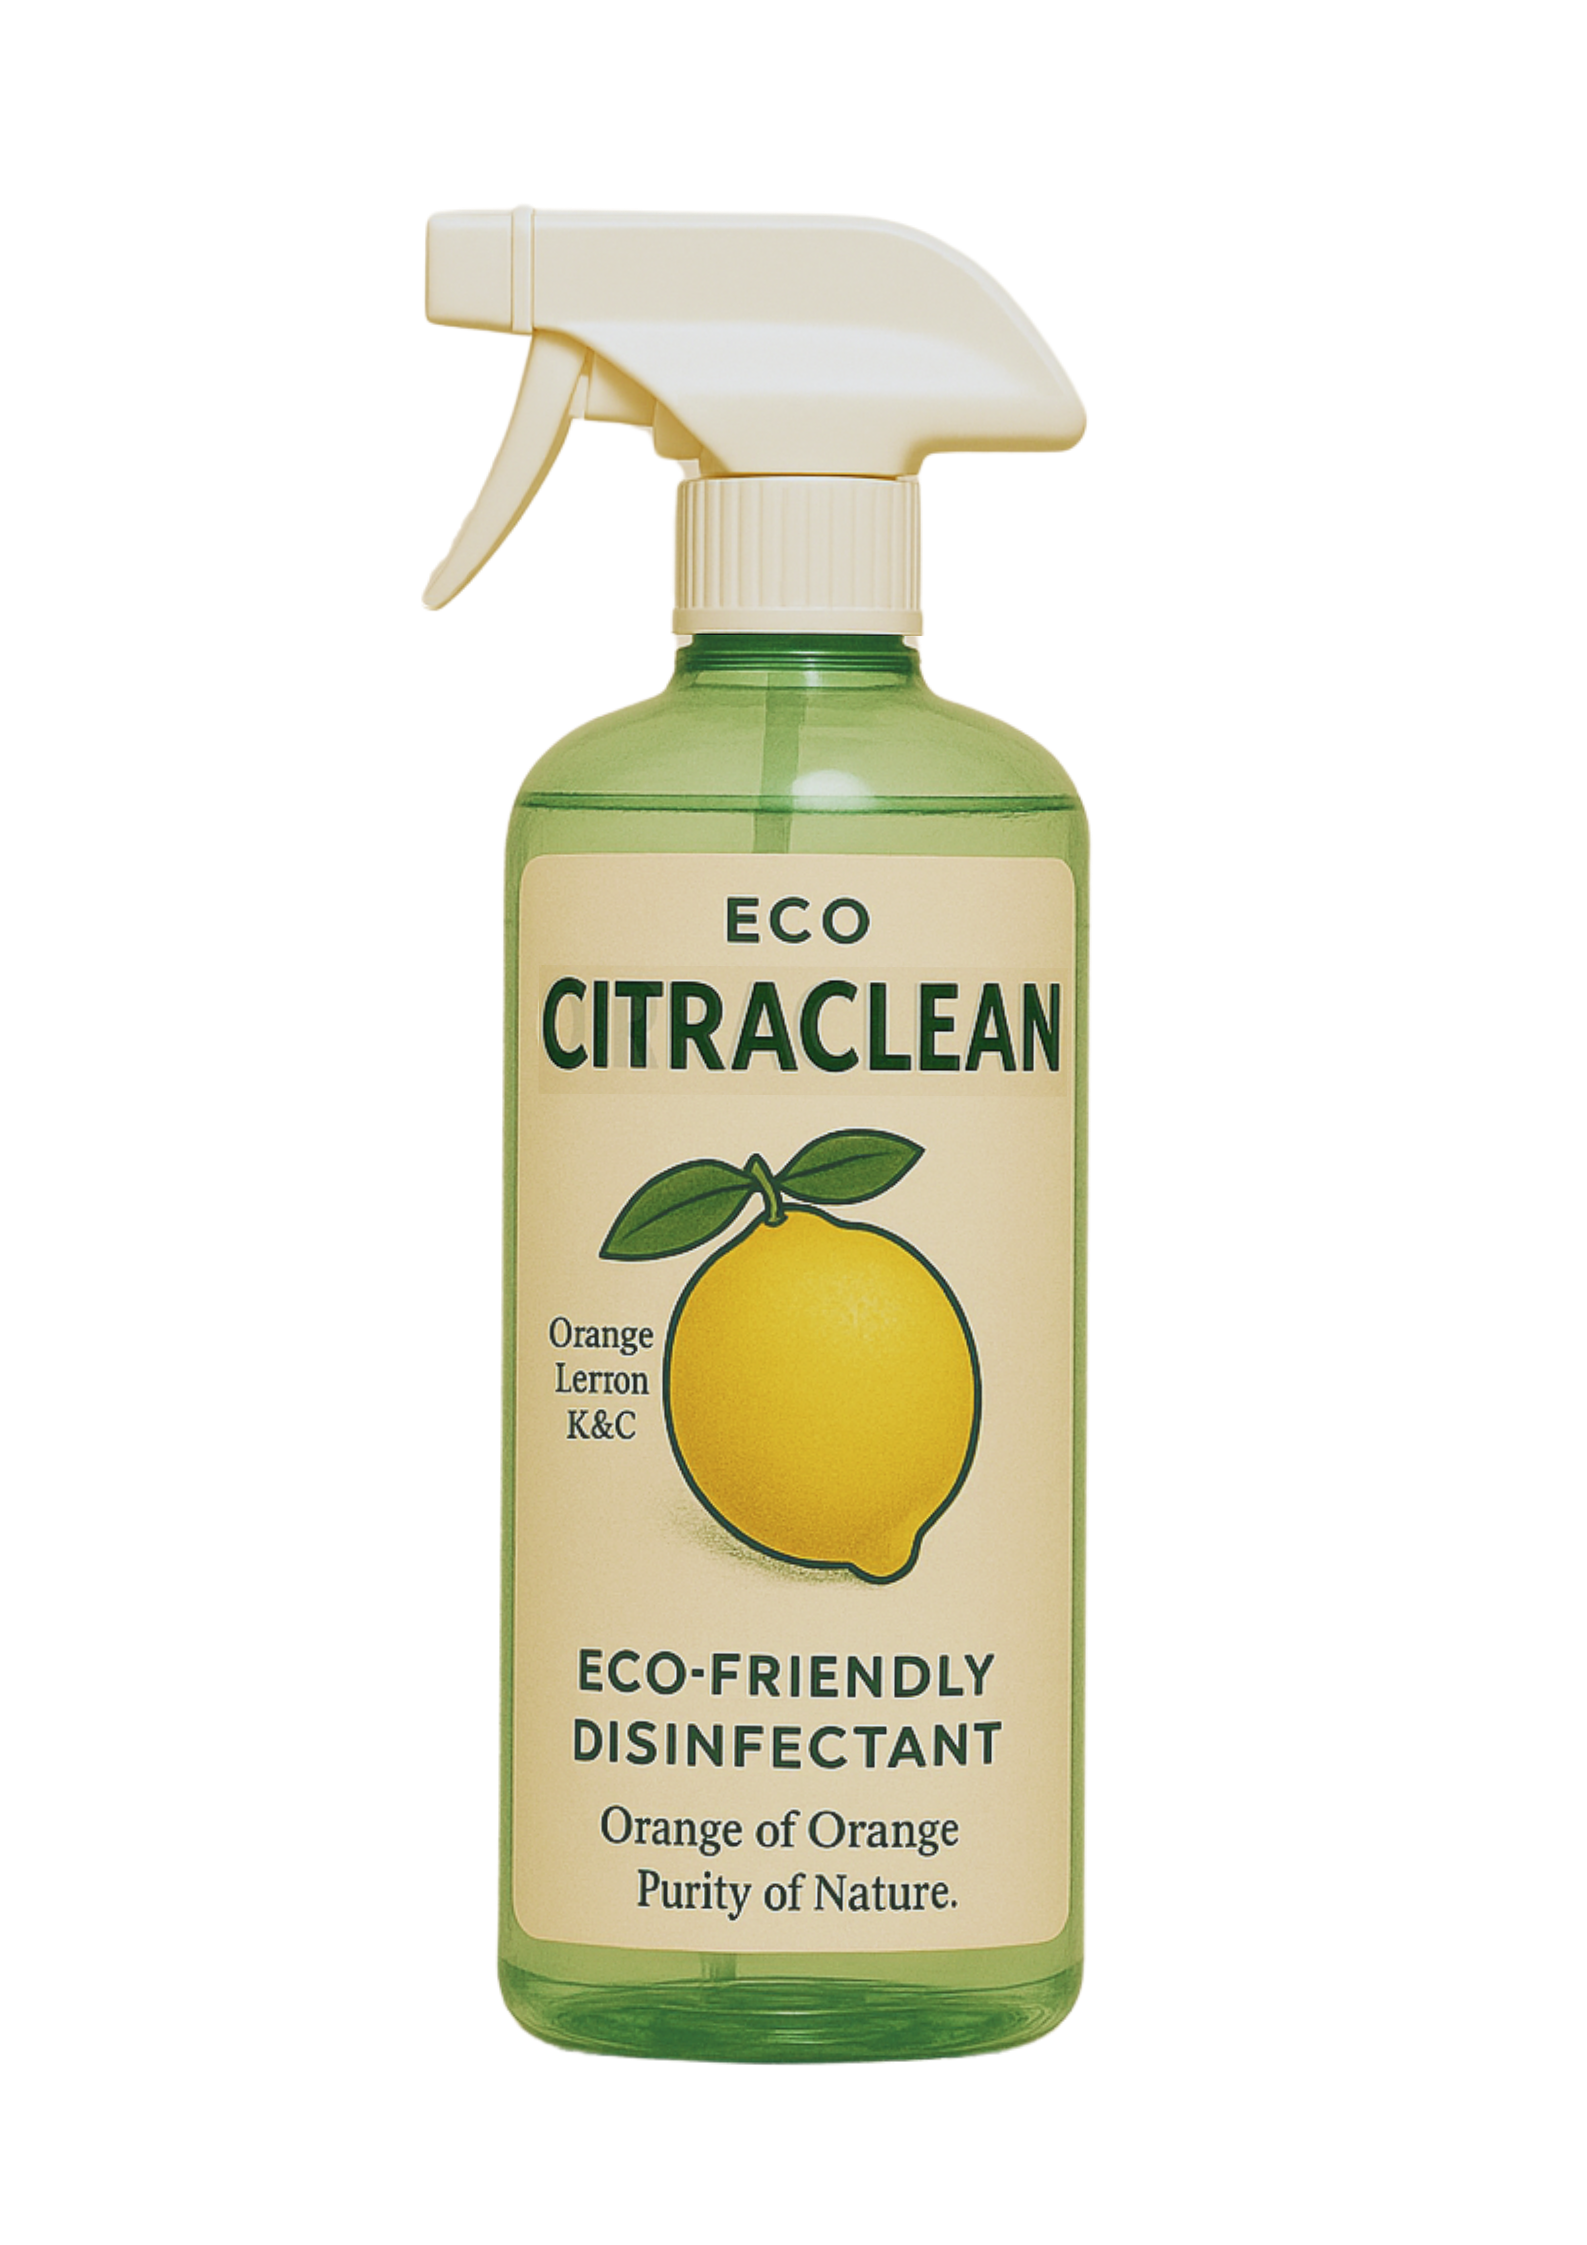 ECO
CITRACLEAN
Orange
Lerron
K&C
ECO-FRIENDLY
DISINFECTANT
Orange of Orange
Purity of Nature.